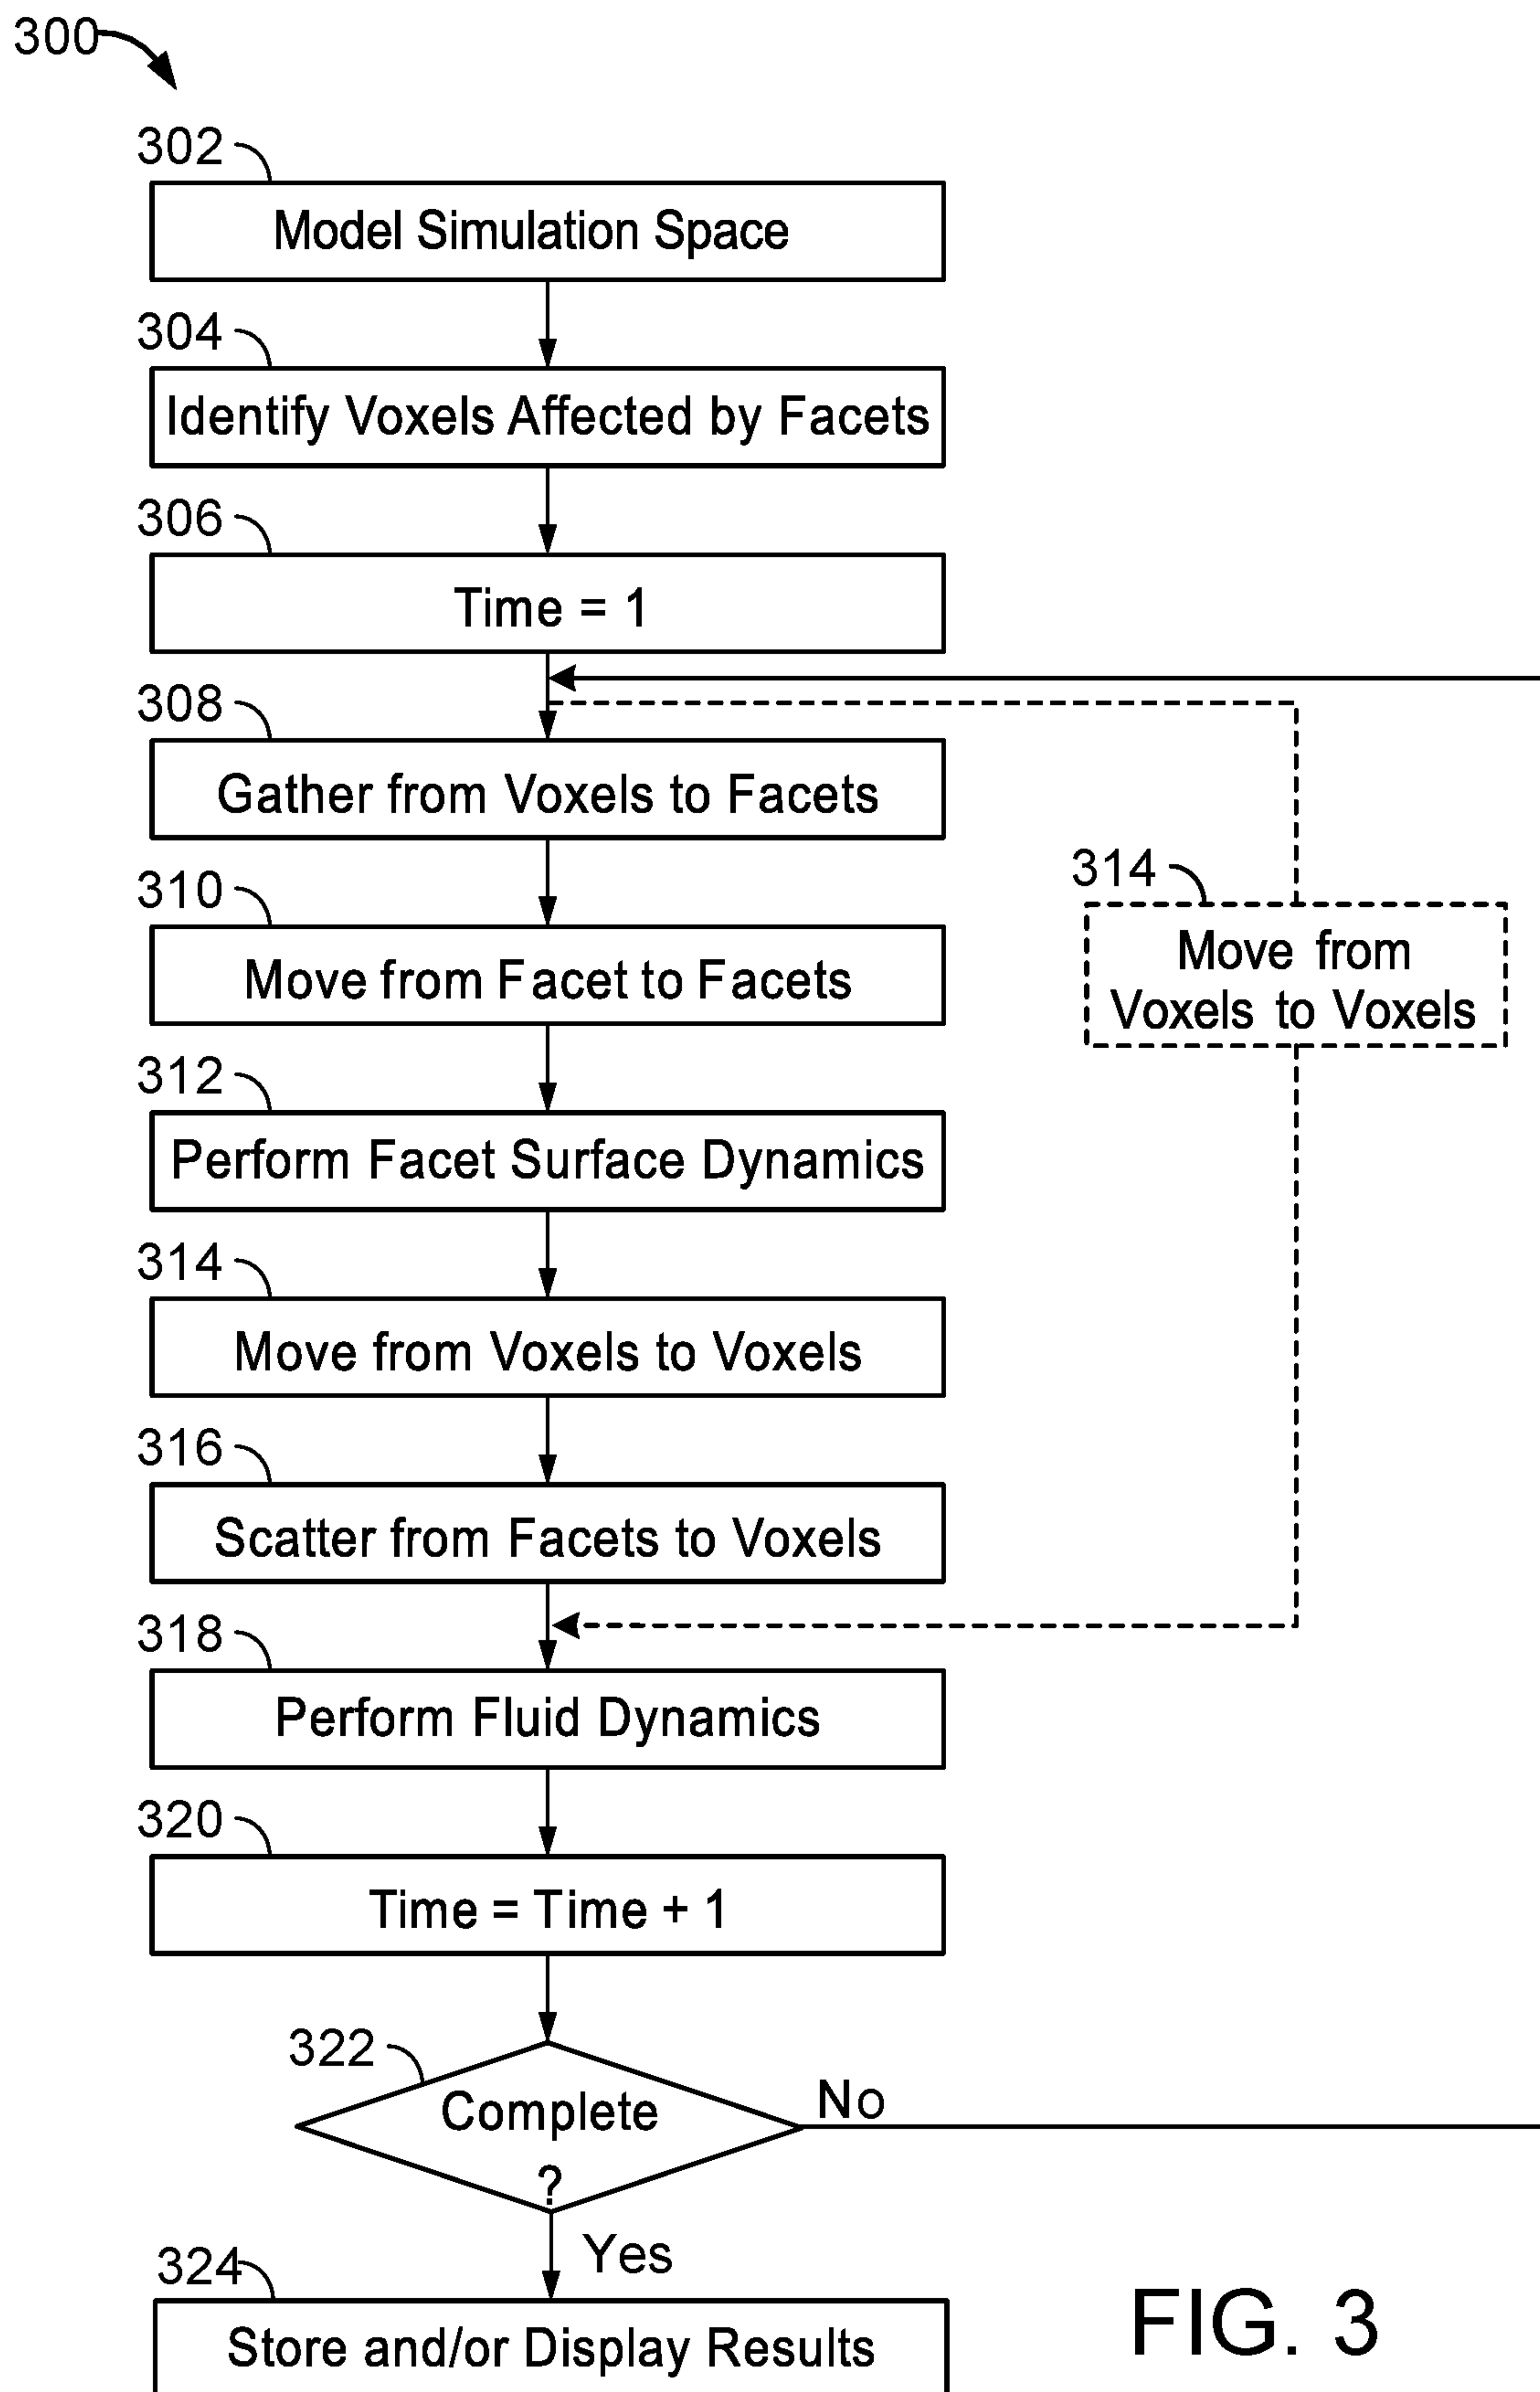 300
302
Model Simulation Space
304
Identify Voxels Affected by Facets
306
Time = 1
308
Gather from Voxels to Facets
310
Move from Facet to Facets
314
Move from
Voxels to Voxels
312
Perform Facet Surface Dynamics
314
Move from Voxels to Voxels
316
Scatter from Facets to Voxels
318
Perform Fluid Dynamics
320
Time = Time + 1
322
Complete
?
No
Yes
324
Store and/or Display Results
FIG. 3